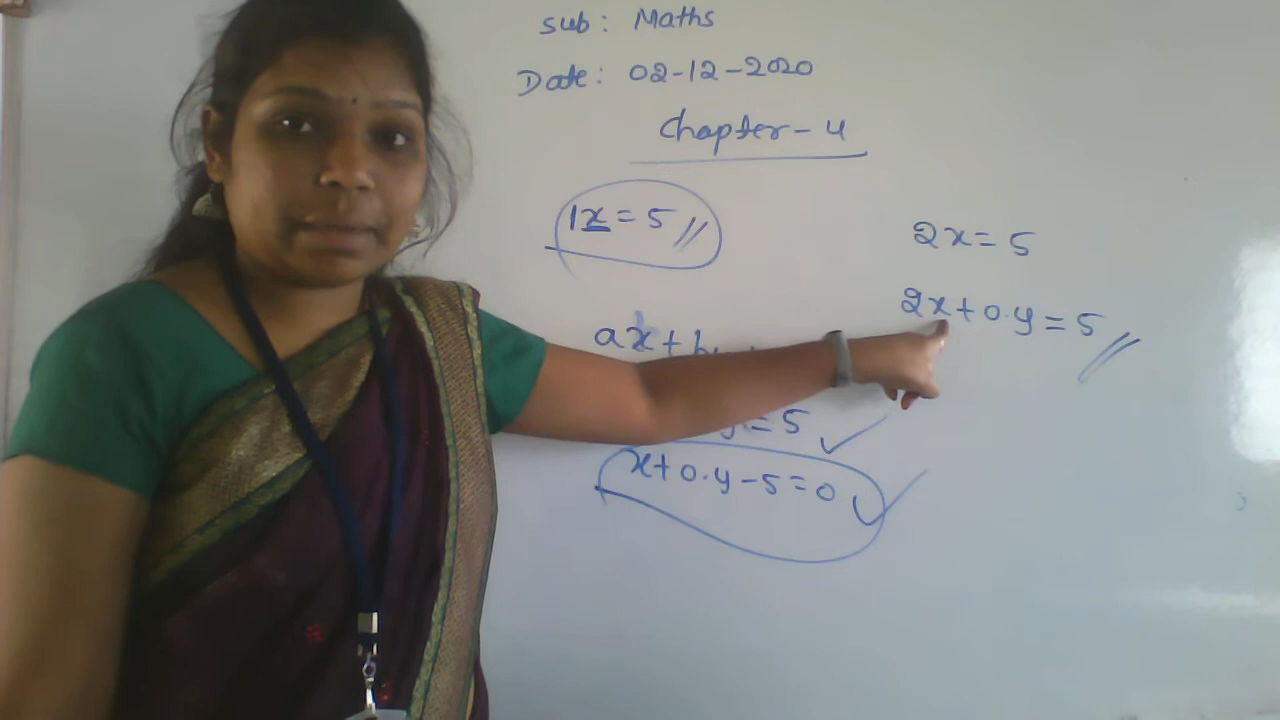 Sub: Maths
Date: 02-12-2020
Chapter-4
1x = 5
2x = 5
2x + 0.y = 5
ax +
= 5
x + 0.y - 5 = 0